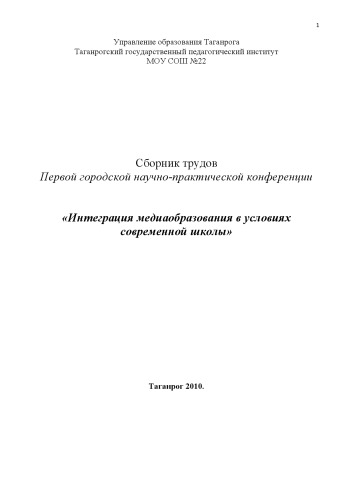 1
Управление образования Таганрога
Таганрогский государственный педагогический институт
МОУ СОШ №22
Сборник трудов
Первой городской научно-практической конференции
«Интеграция медиаобразования в условиях
современной школы»
Таганрог 2010.